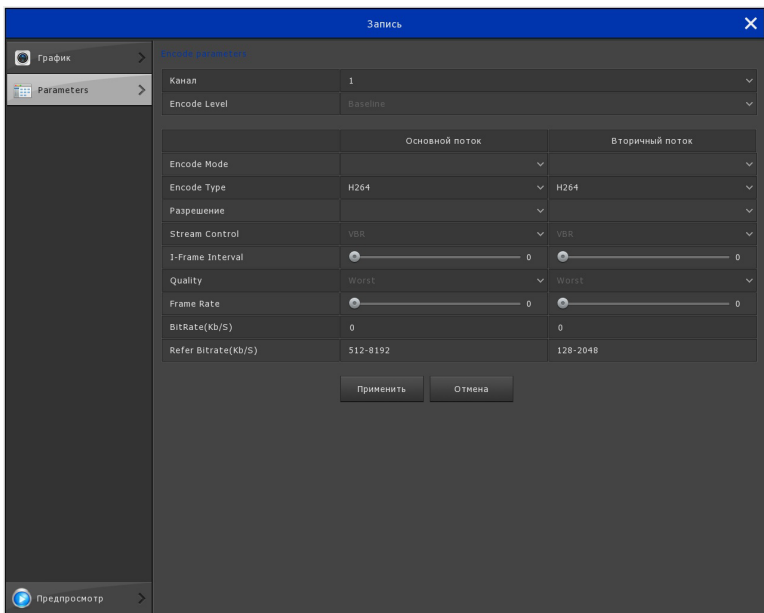 Запись
График
Parameters
Предпросмотр
Encode parameters
Канал 1
Encode Level Baseline
Основной поток Вторичный поток
Encode Mode
Encode Type H264 H264
Разрешение
Stream Control VBR VBR
I-Frame Interval 0 0
Quality Worst Worst
Frame Rate 0 0
BitRate(Kb/S) 0 0
Refer Bitrate(Kb/S) 512-8192 128-2048
Применить Отмена